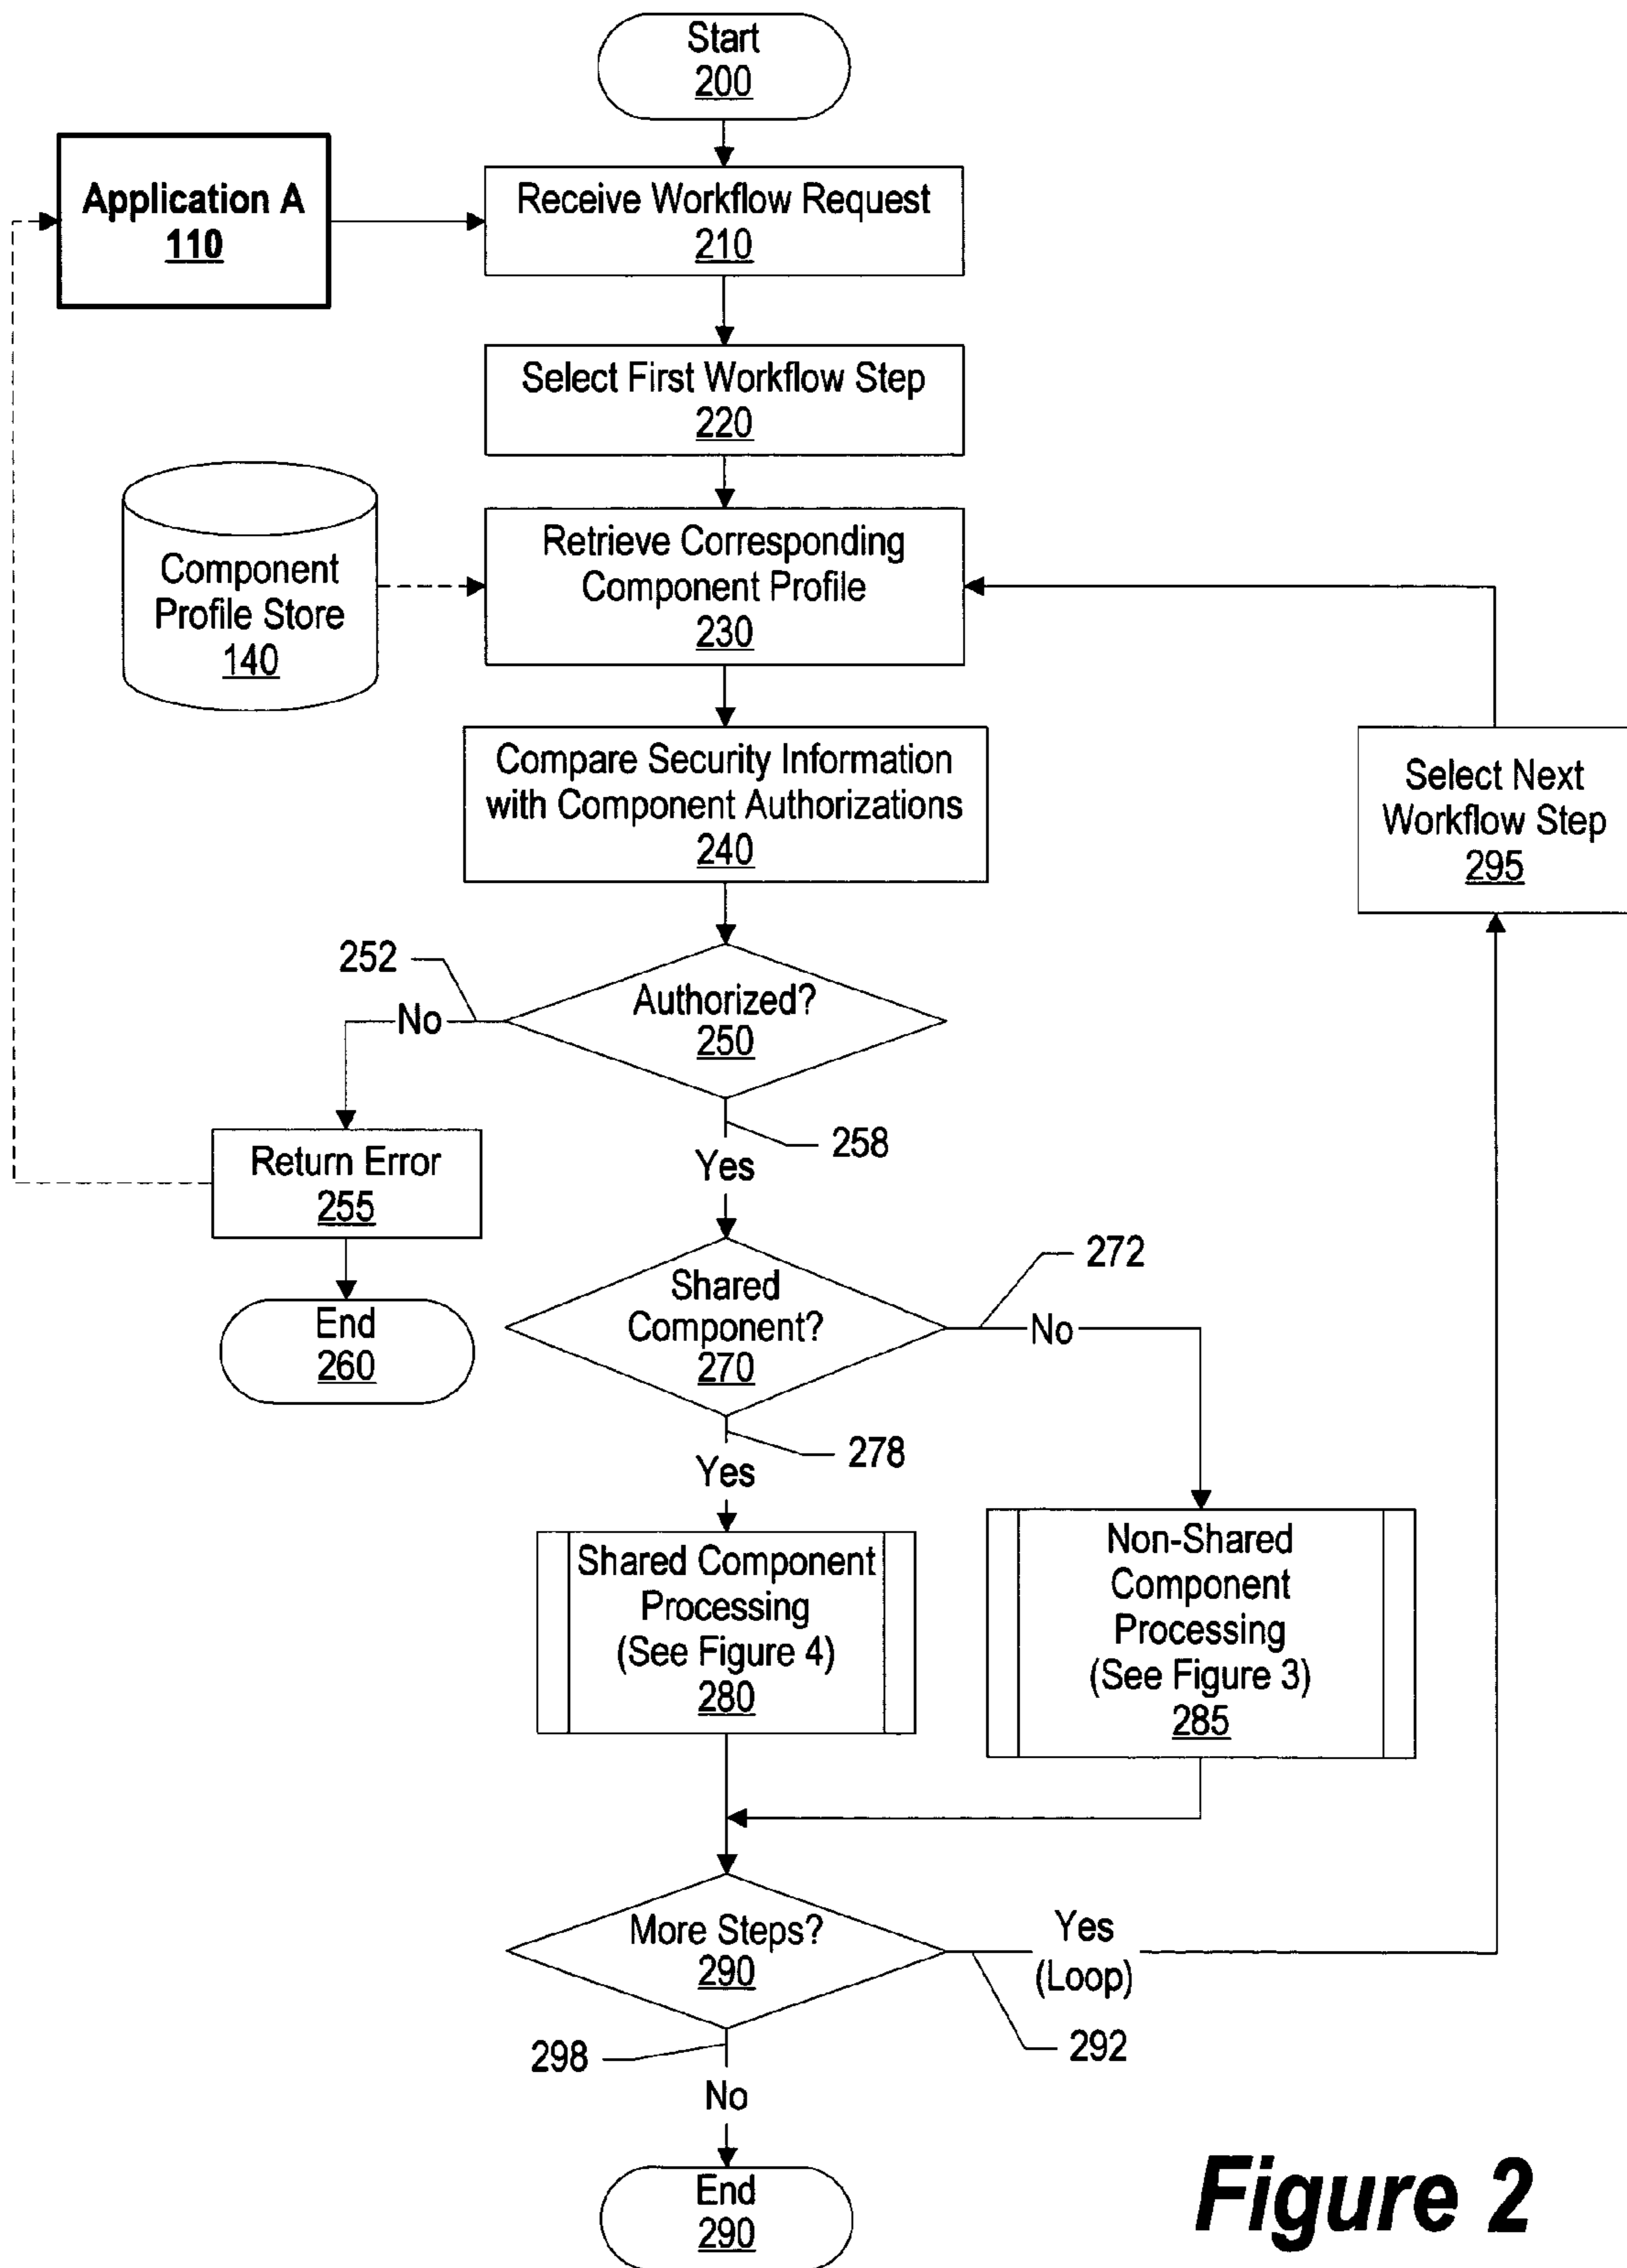 Start
200
Application A
110
Receive Workflow Request
210
Select First Workflow Step
220
Component
Profile Store
140
Retrieve Corresponding
Component Profile
230
Compare Security Information
with Component Authorizations
240
Select Next
Workflow Step
295
252
No
Authorized?
250
258
Yes
Return Error
255
End
260
Shared
Component?
270
272
No
278
Yes
Shared Component
Processing
(See Figure 4)
280
Non-Shared
Component
Processing
(See Figure 3)
285
More Steps?
290
Yes
(Loop)
292
298
No
End
290
Figure 2